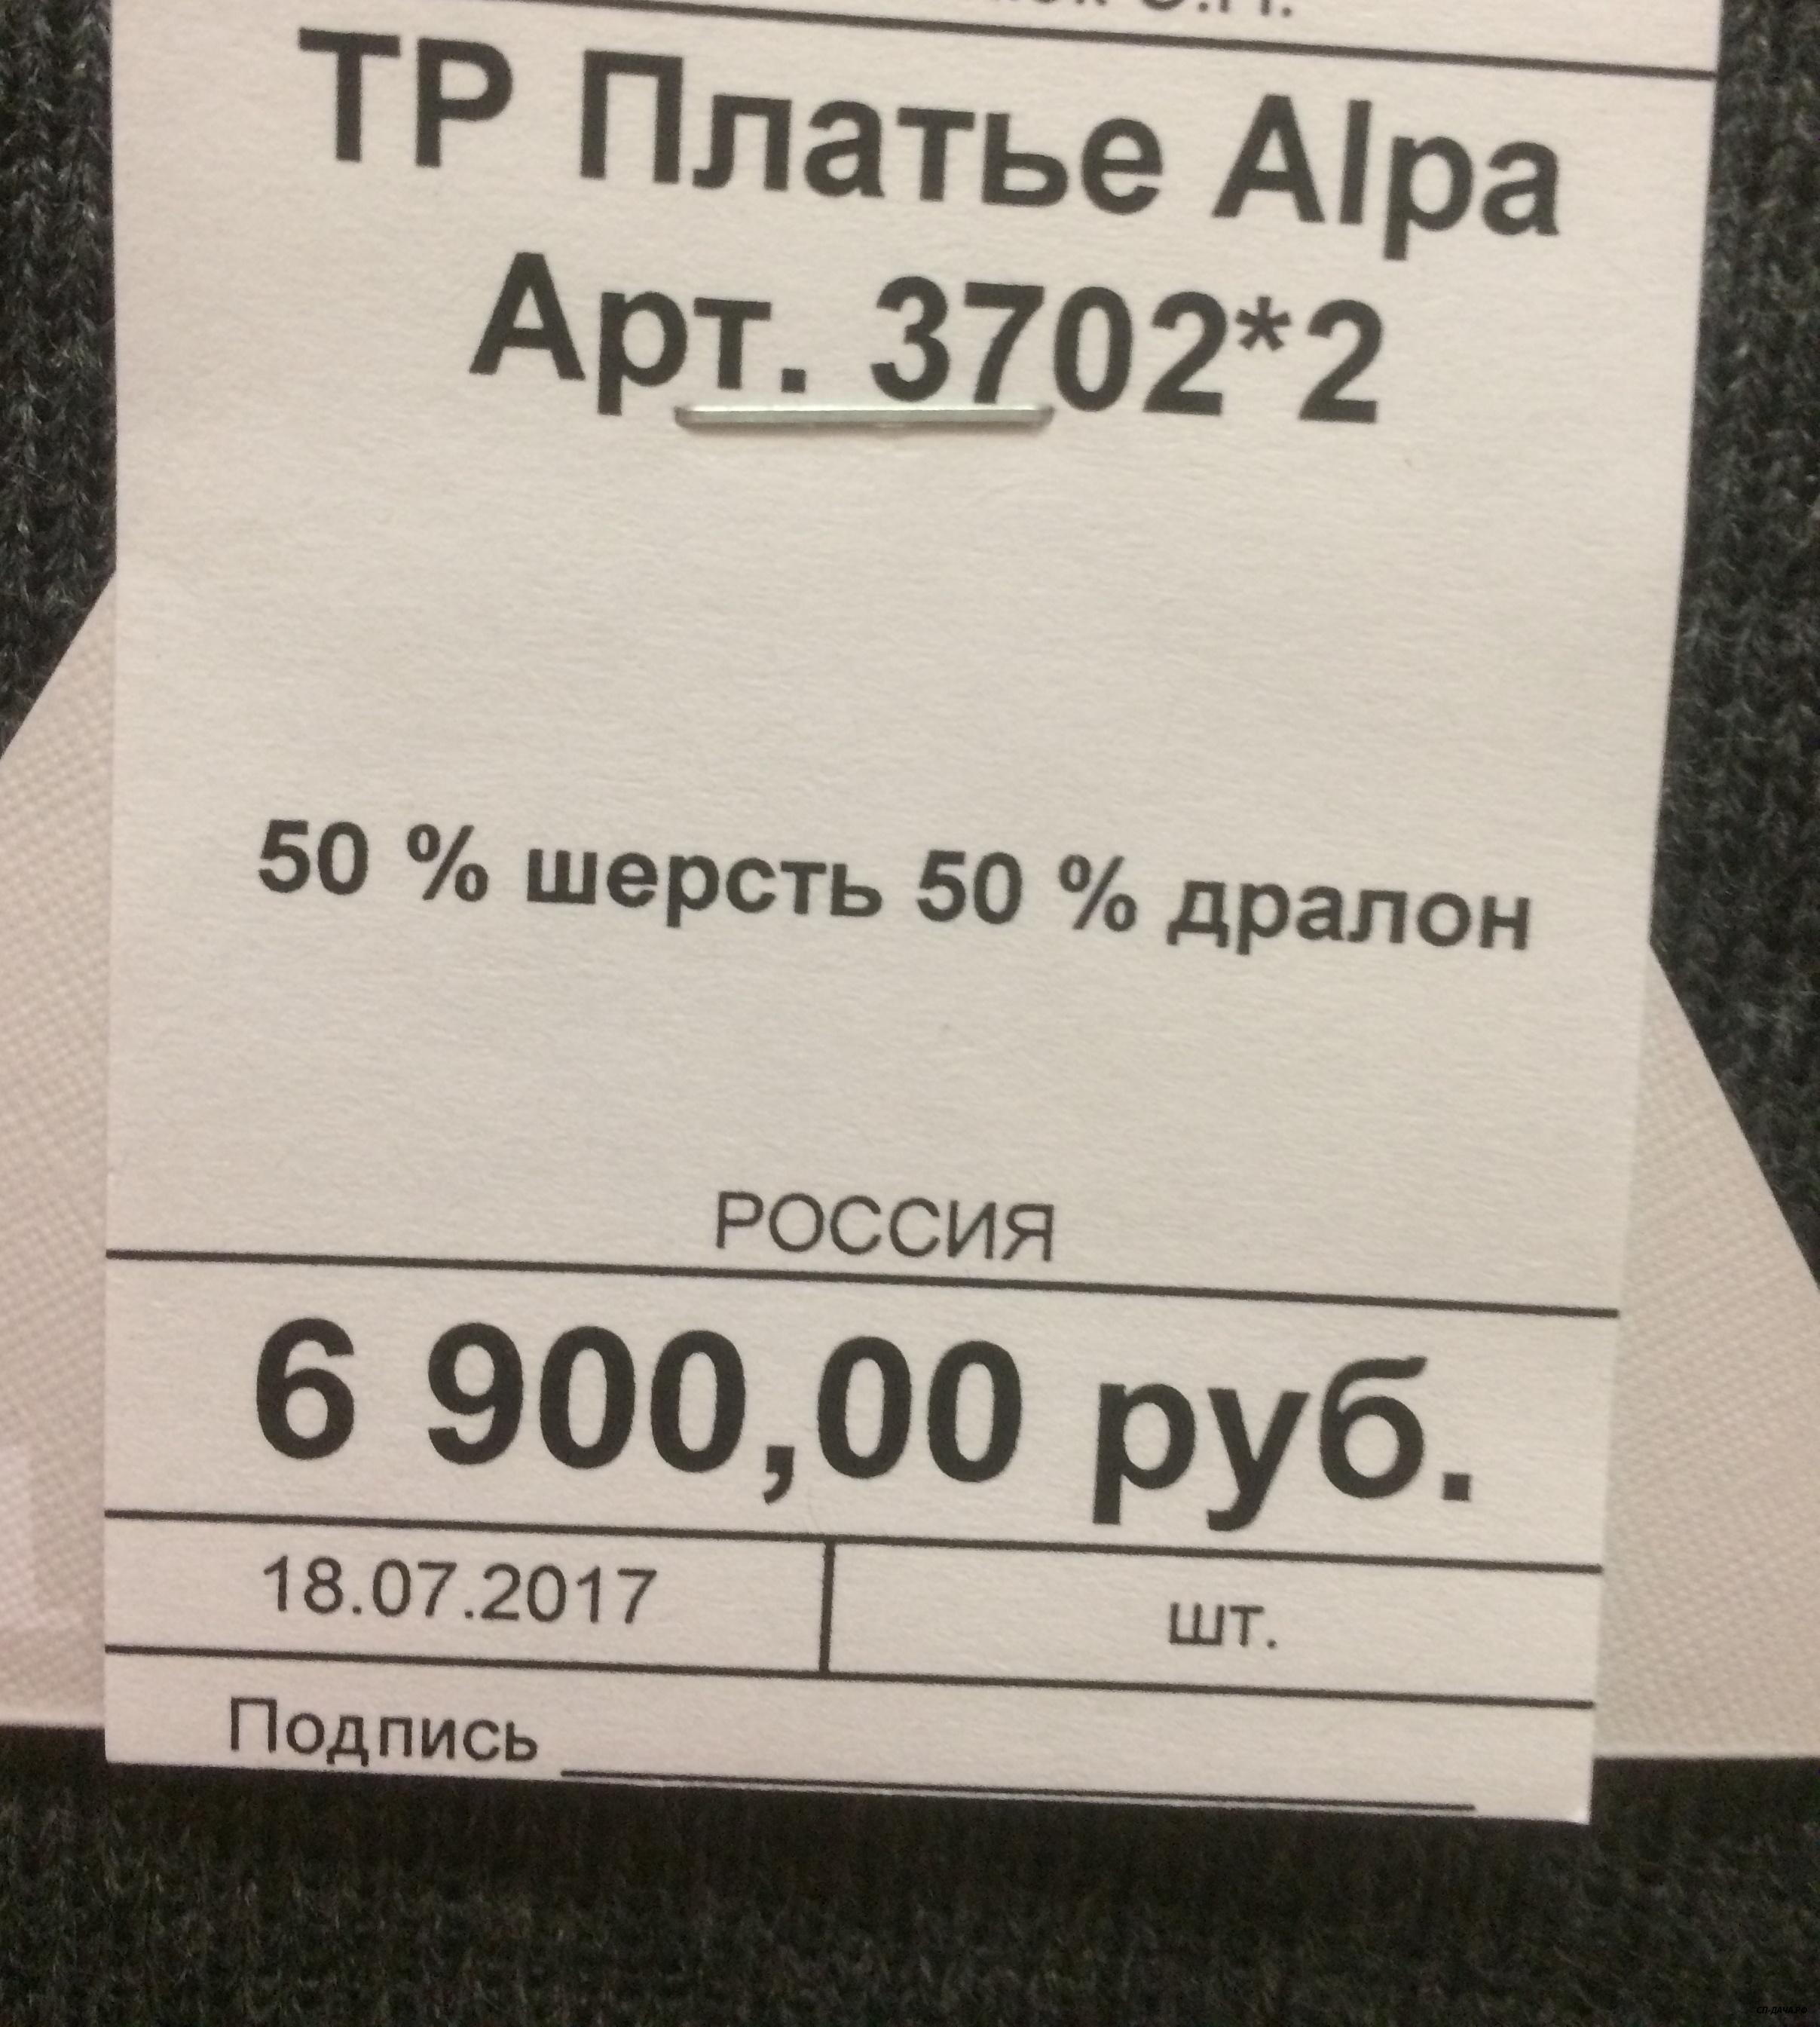 ТР Платье Alpa
Арт. 3702*2
50 % шерсть 50 % дралон
РОССИЯ
6 900,00 руб.
18.07.2017 шт.
Подпись